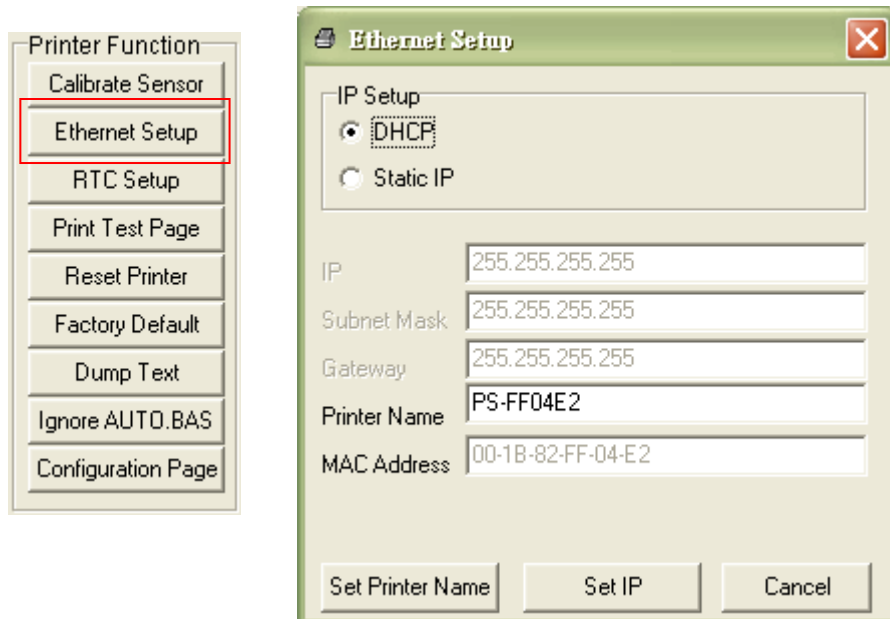 Printer Function
Calibrate Sensor
Ethernet Setup
RTC Setup
Print Test Page
Reset Printer
Factory Default
Dump Text
Ignore AUTO.BAS
Configuration Page
Ethernet Setup
IP Setup
DHCP
Static IP
IP 255.255.255.255
Subnet Mask 255.255.255.255
Gateway 255.255.255.255
Printer Name PS-FF04E2
MAC Address 00-1B-82-FF-04-E2
Set Printer Name Set IP Cancel